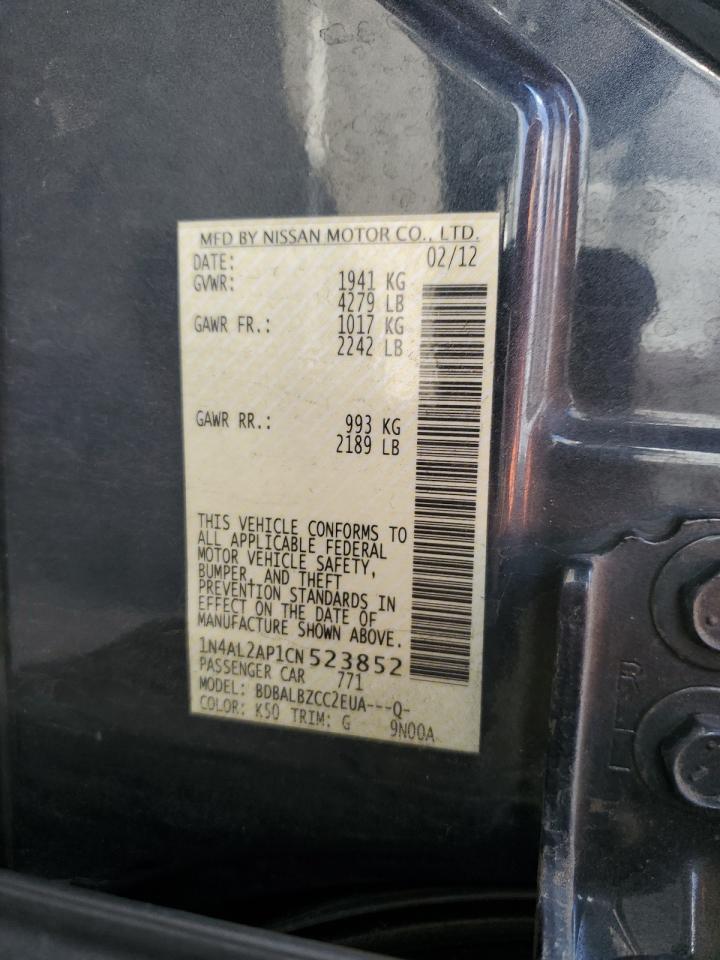 MFD BY NISSAN MOTOR CO., LTD.
DATE: 02/12
GVWR: 1941 KG
4279 LB
GAWR FR.: 1017 KG
2242 LB
GAWR RR.: 993 KG
2189 LB
THIS VEHICLE CONFORMS TO
ALL APPLICABLE FEDERAL
MOTOR VEHICLE SAFETY,
BUMPER, AND THEFT
PREVENTION STANDARDS IN
EFFECT ON THE DATE OF
MANUFACTURE SHOWN ABOVE.
1N4AL2AP1CN523852
PASSENGER CAR 771
MODEL: BDBALBZCC2EUA---Q-
COLOR: K50 TRIM: G 9N00A